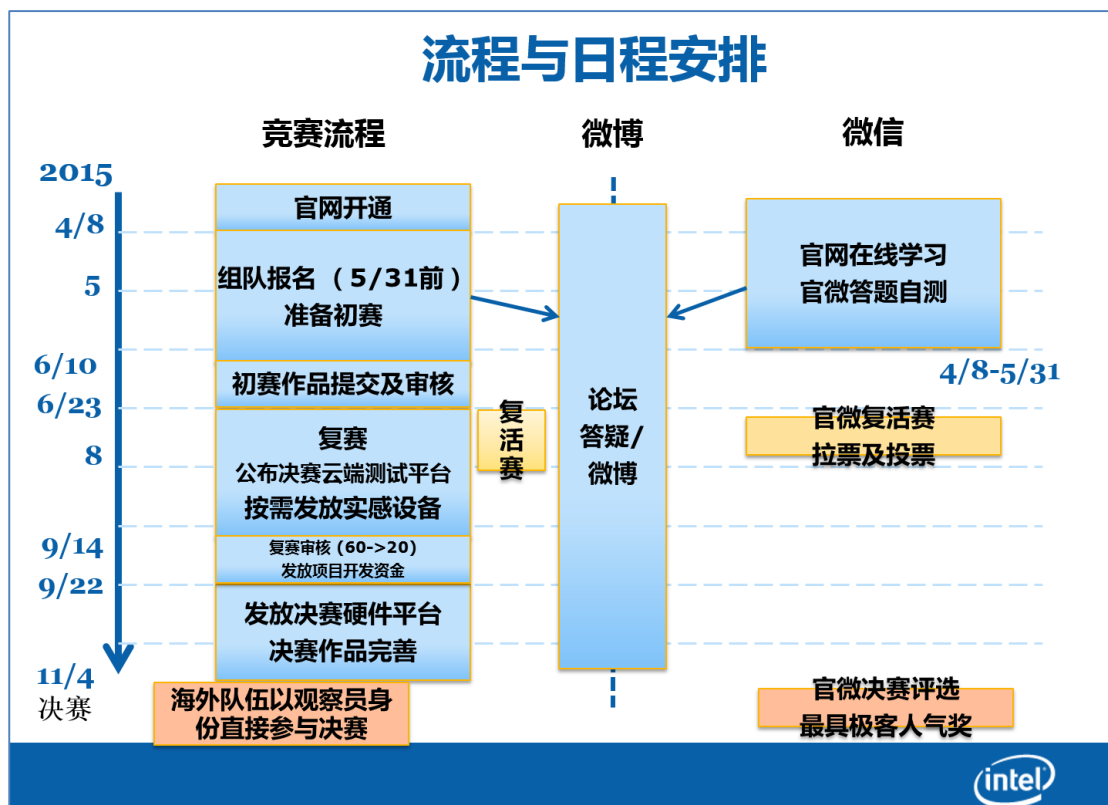 流程与日程安排
竞赛流程
微博
微信
2015
4/8
5
6/10
6/23
8
9/14
9/22
11/4
决赛
官网开通
组队报名（5/31前）
准备初赛
初赛作品提交及审核
复赛
公布决赛云端测试平台
按需发放实感设备
复赛审核（60->20）
发放项目开发资金
发放决赛硬件平台
决赛作品完善
海外队伍以观察员身
份直接参与决赛
复
活
赛
论坛
答疑/
微博
官网在线学习
官微答题自测
4/8-5/31
官微复活赛
拉票及投票
官微决赛评选
最具极客人气奖
intel